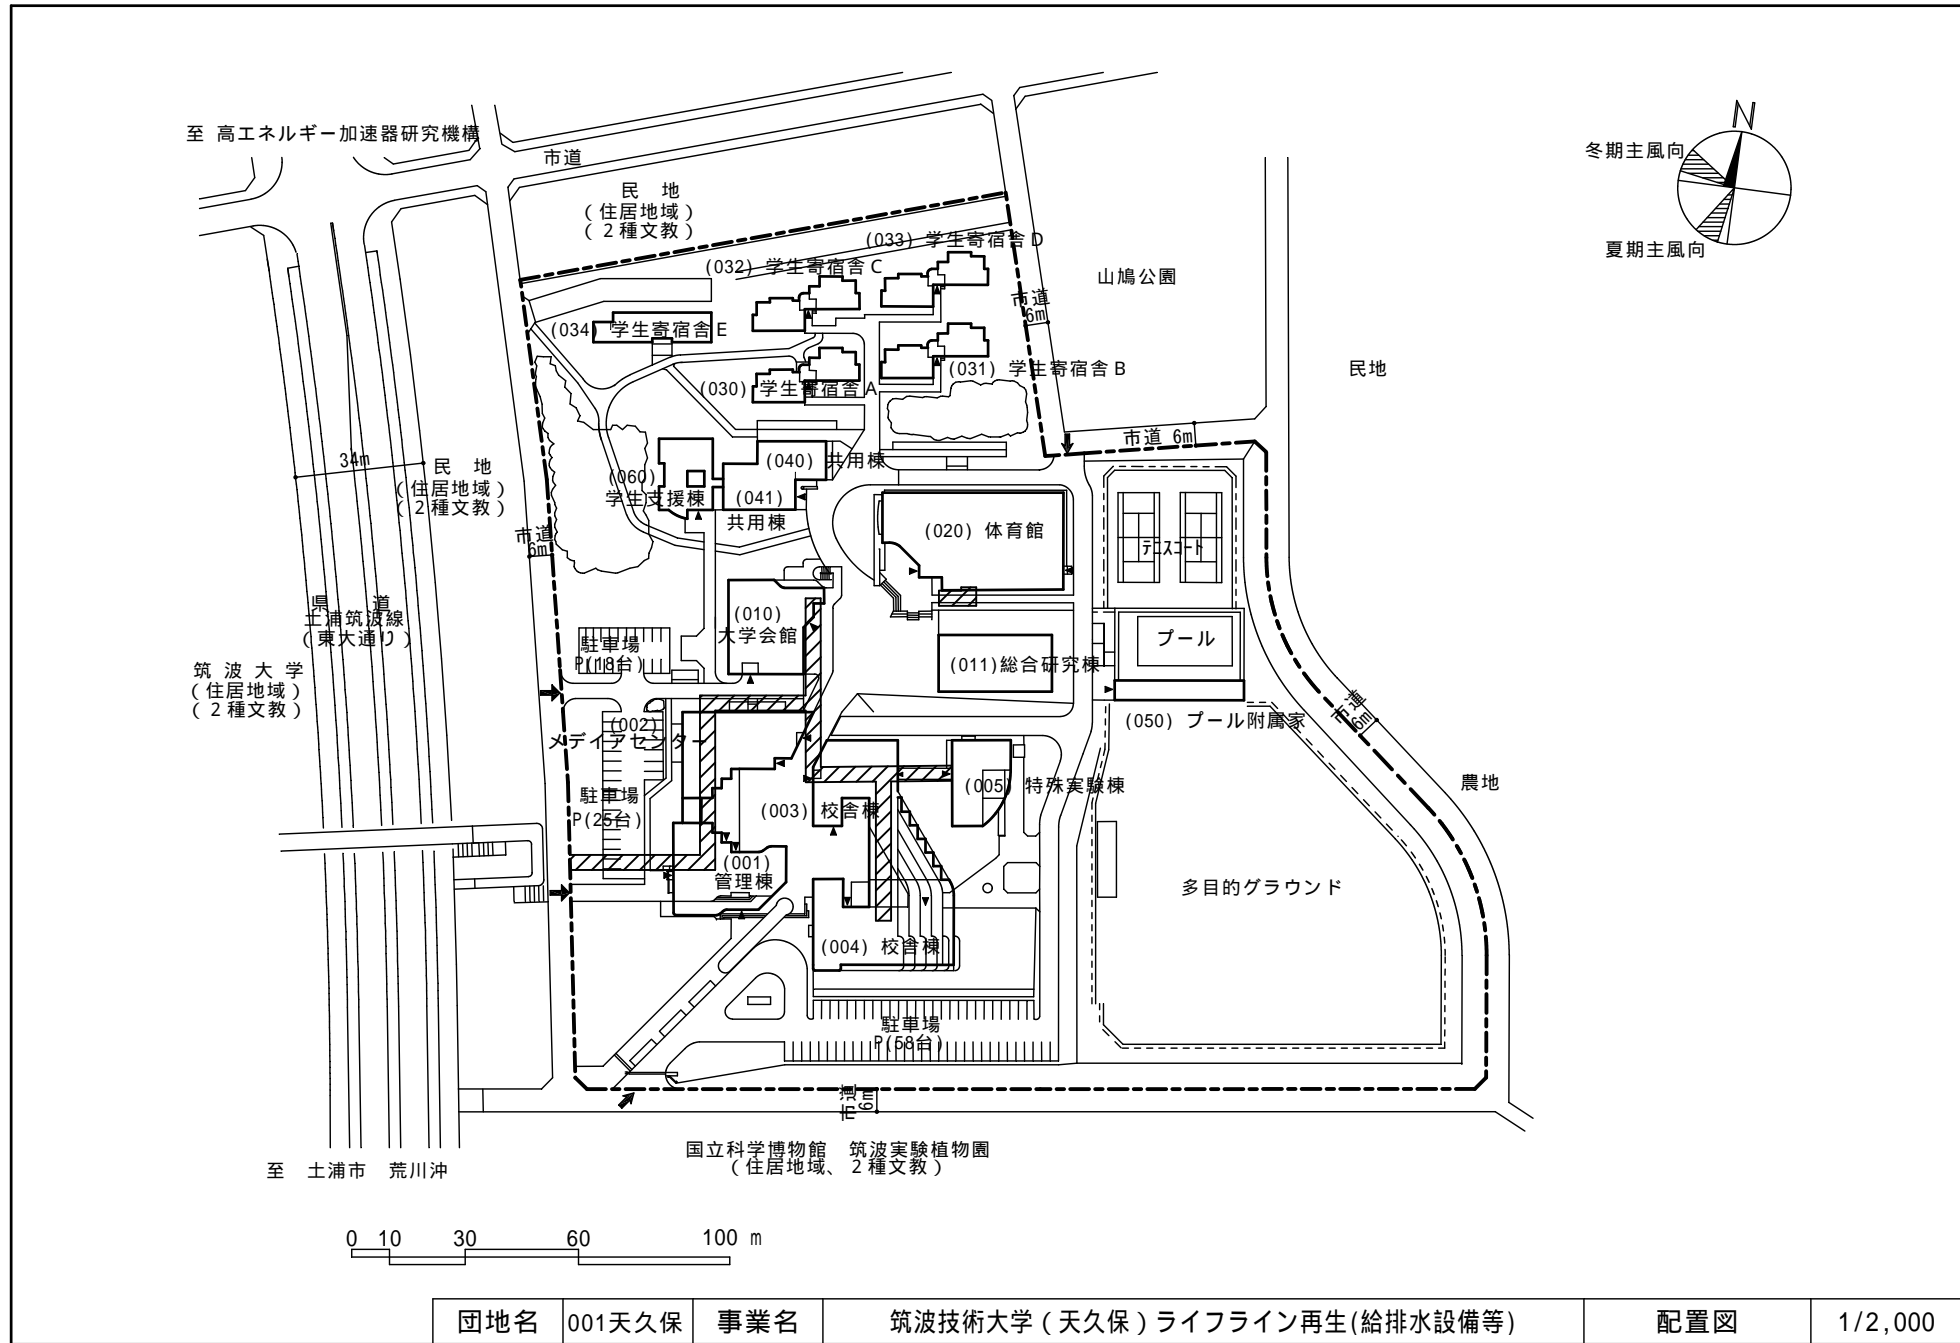 N
至 高エネルギー加速器研究機構
市道
冬期主風向
夏期主風向
民 地
(住居地域)
(2種文教)
(033) 学生寄宿舎D
(032) 学生寄宿舎C
山鳩公園
市道
6m
(034) 学生寄宿舎E
(031) 学生寄宿舎B
民地
(030) 学生寄宿舎A
市道 6m
34m
民 地
(住居地域)
(2種文教)
(060)
学生支援棟
(040) 共用棟
(041)
共用棟
市道
6m
(020) 体育館
テニスコート
県 道
土浦筑波線
(東大通り)
(010)
大学会館
駐車場
P(18台)
プール
(011)総合研究棟
筑 波 大 学
(住居地域)
(2種文教)
(002)
メデイアセンター
(050) プール附属家
市道
6m
農地
駐車場
P(25台)
(003) 校舎棟
(005) 特殊実験棟
(001)
管理棟
多目的グラウンド
(004) 校舎棟
駐車場
P(58台)
市道
6m
国立科学博物館 筑波実験植物園
(住居地域、2種文教)
至 土浦市 荒川沖
0 10 30 60 100 m
団地名 001天久保 事業名 筑波技術大学(天久保)ライフライン再生(給排水設備等) 配置図 1/2,000